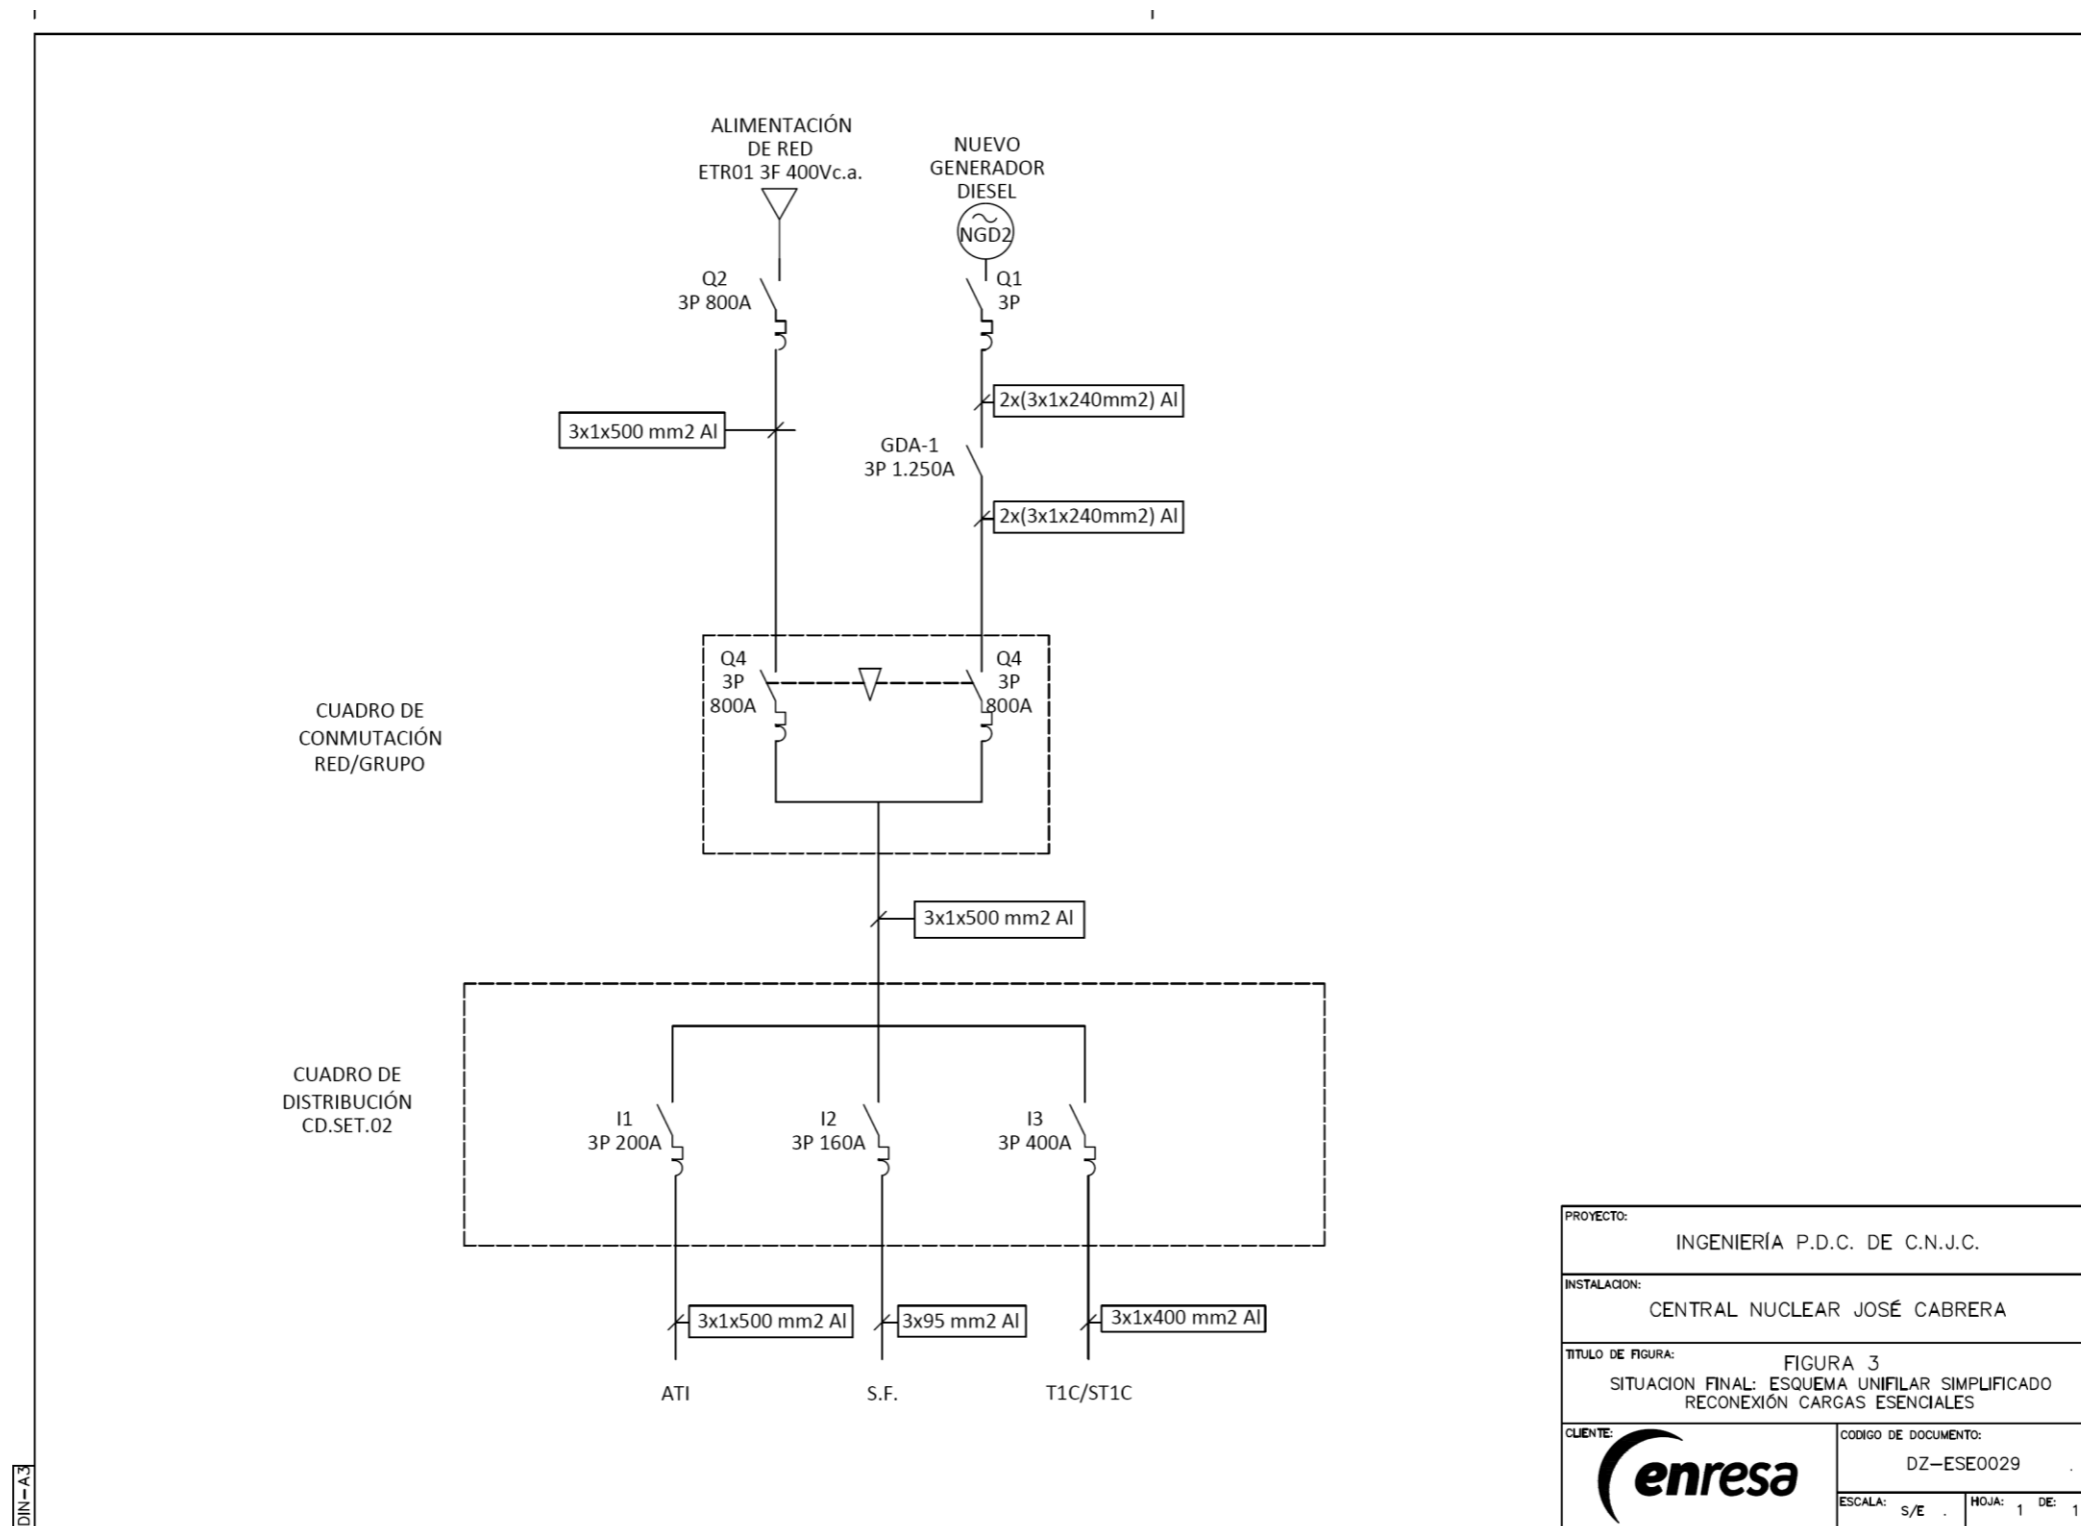 ALIMENTACIÓN
DE RED
ETR01 3F 400Vc.a.
NUEVO
GENERADOR
DIESEL
NGD2
Q2
3P 800A
Q1
3P
2x(3x1x240mm2) Al
3x1x500 mm2 Al
GDA-1
3P 1.250A
2x(3x1x240mm2) Al
Q4
3P
800A
Q4
3P
800A
CUADRO DE
CONMUTACIÓN
RED/GRUPO
3x1x500 mm2 Al
CUADRO DE
DISTRIBUCIÓN
CD.SET.02
I1
3P 200A
I2
3P 160A
I3
3P 400A
3x1x500 mm2 Al
3x95 mm2 Al
3x1x400 mm2 Al
ATI
S.F.
T1C/ST1C
PROYECTO:
INGENIERÍA P.D.C. DE C.N.J.C.
INSTALACION:
CENTRAL NUCLEAR JOSÉ CABRERA
TITULO DE FIGURA:
FIGURA 3
SITUACION FINAL: ESQUEMA UNIFILAR SIMPLIFICADO
RECONEXIÓN CARGAS ESENCIALES
CLIENTE:
enresa
CODIGO DE DOCUMENTO:
DZ-ESE0029 .
ESCALA: S/E .
HOJA: 1 DE: 1
DIN-A3